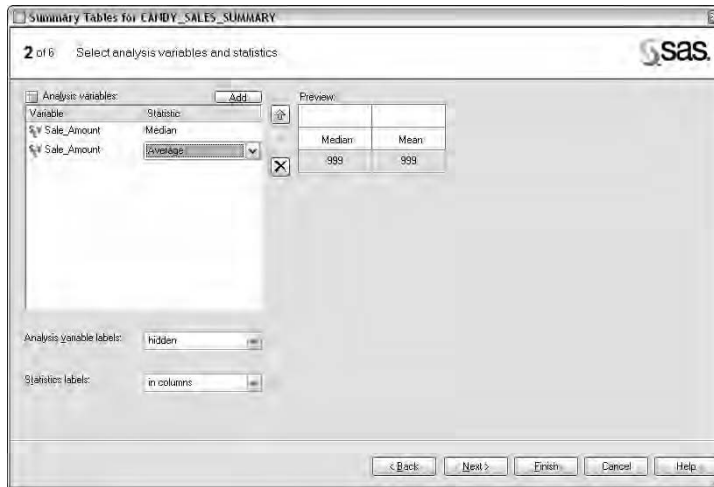 Summary Tables for CANDY_SALES_SUMMARY
2 of 6 Select analysis variables and statistics
sas.
Analysis variables: Add
Variable Statistic
Sale_Amount Median
Sale_Amount Average
Preview:
Median Mean
999 999
Analysis variable labels: hidden
Statistics labels: in columns
< Back Next > Finish Cancel Help